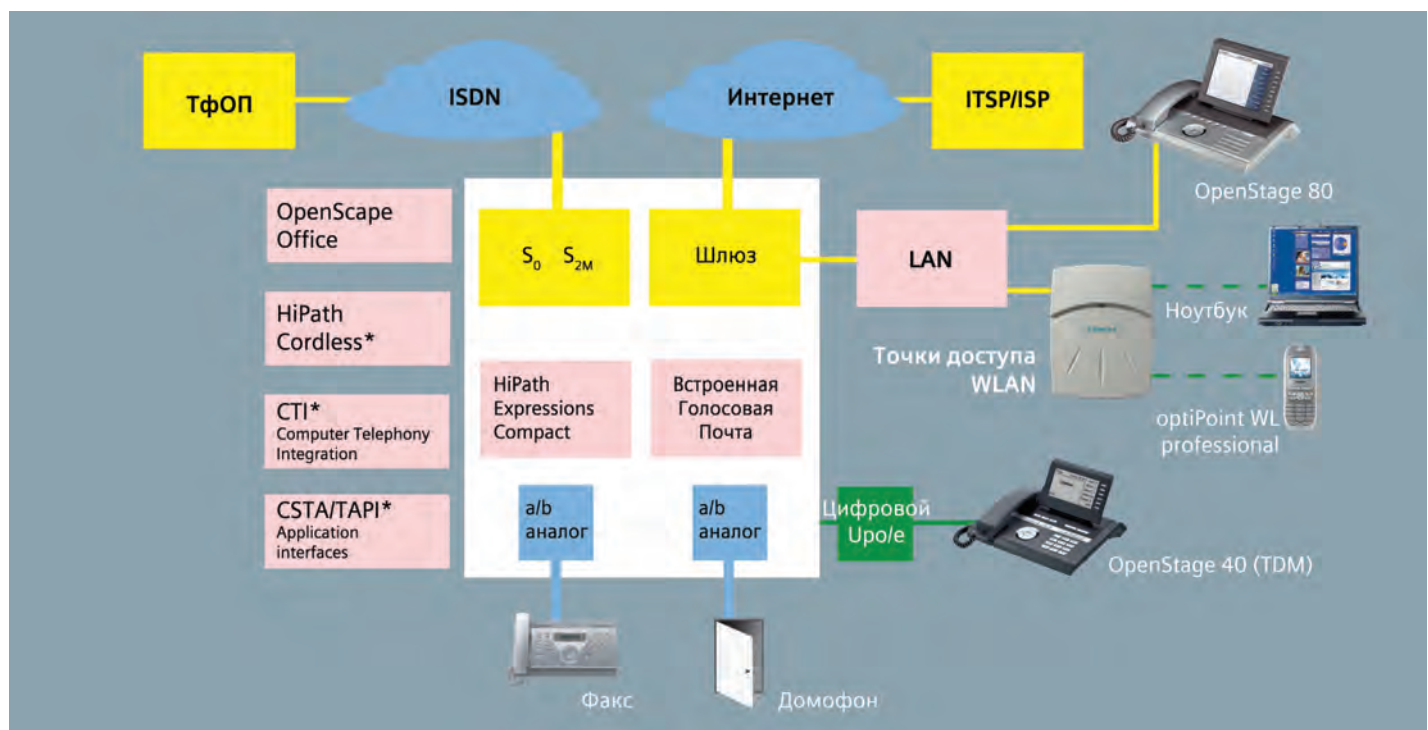 ТфОП
ISDN
Интернет
ITSP/ISP
OpenStage 80
OpenScape
Office
S₀ S₂ₘ
Шлюз
LAN
HiPath
Cordless*
Ноутбук
Точки доступа
WLAN
optiPoint WL
professional
CTI*
Computer Telephony
Integration
HiPath
Expressions
Compact
Встроенная
Голосовая
Почта
CSTA/TAPI*
Application
interfaces
a/b
аналог
a/b
аналог
Цифровой
Upo/e
OpenStage 40 (TDM)
Факс
Домофон